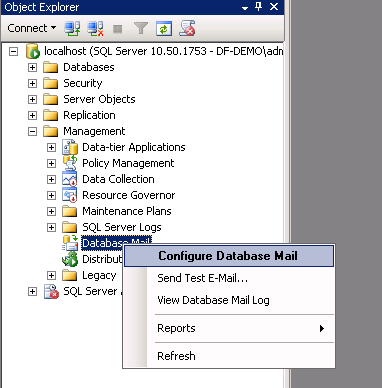 Object Explorer
Connect
localhost (SQL Server 10.50.1753 - DF-DEMO\adm
Databases
Security
Server Objects
Replication
Management
Data-tier Applications
Policy Management
Data Collection
Resource Governor
Maintenance Plans
SQL Server Logs
Database Mail
Configure Database Mail
Distribut
Send Test E-Mail...
Legacy
SQL Server
View Database Mail Log
Reports
Refresh